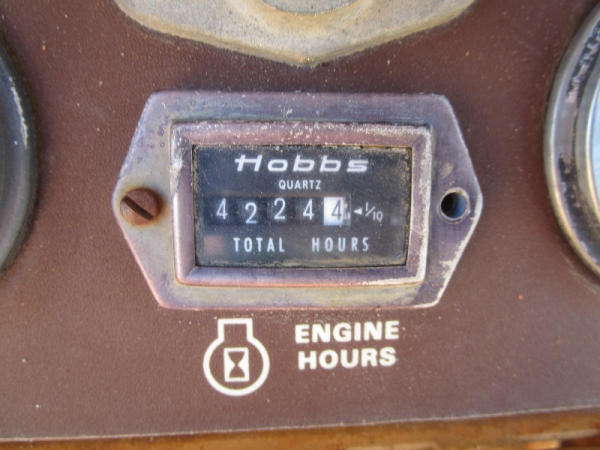 Hobbs
QUARTZ
4 2 2 4 4 ◄1/10
TOTAL HOURS
ENGINE
HOURS